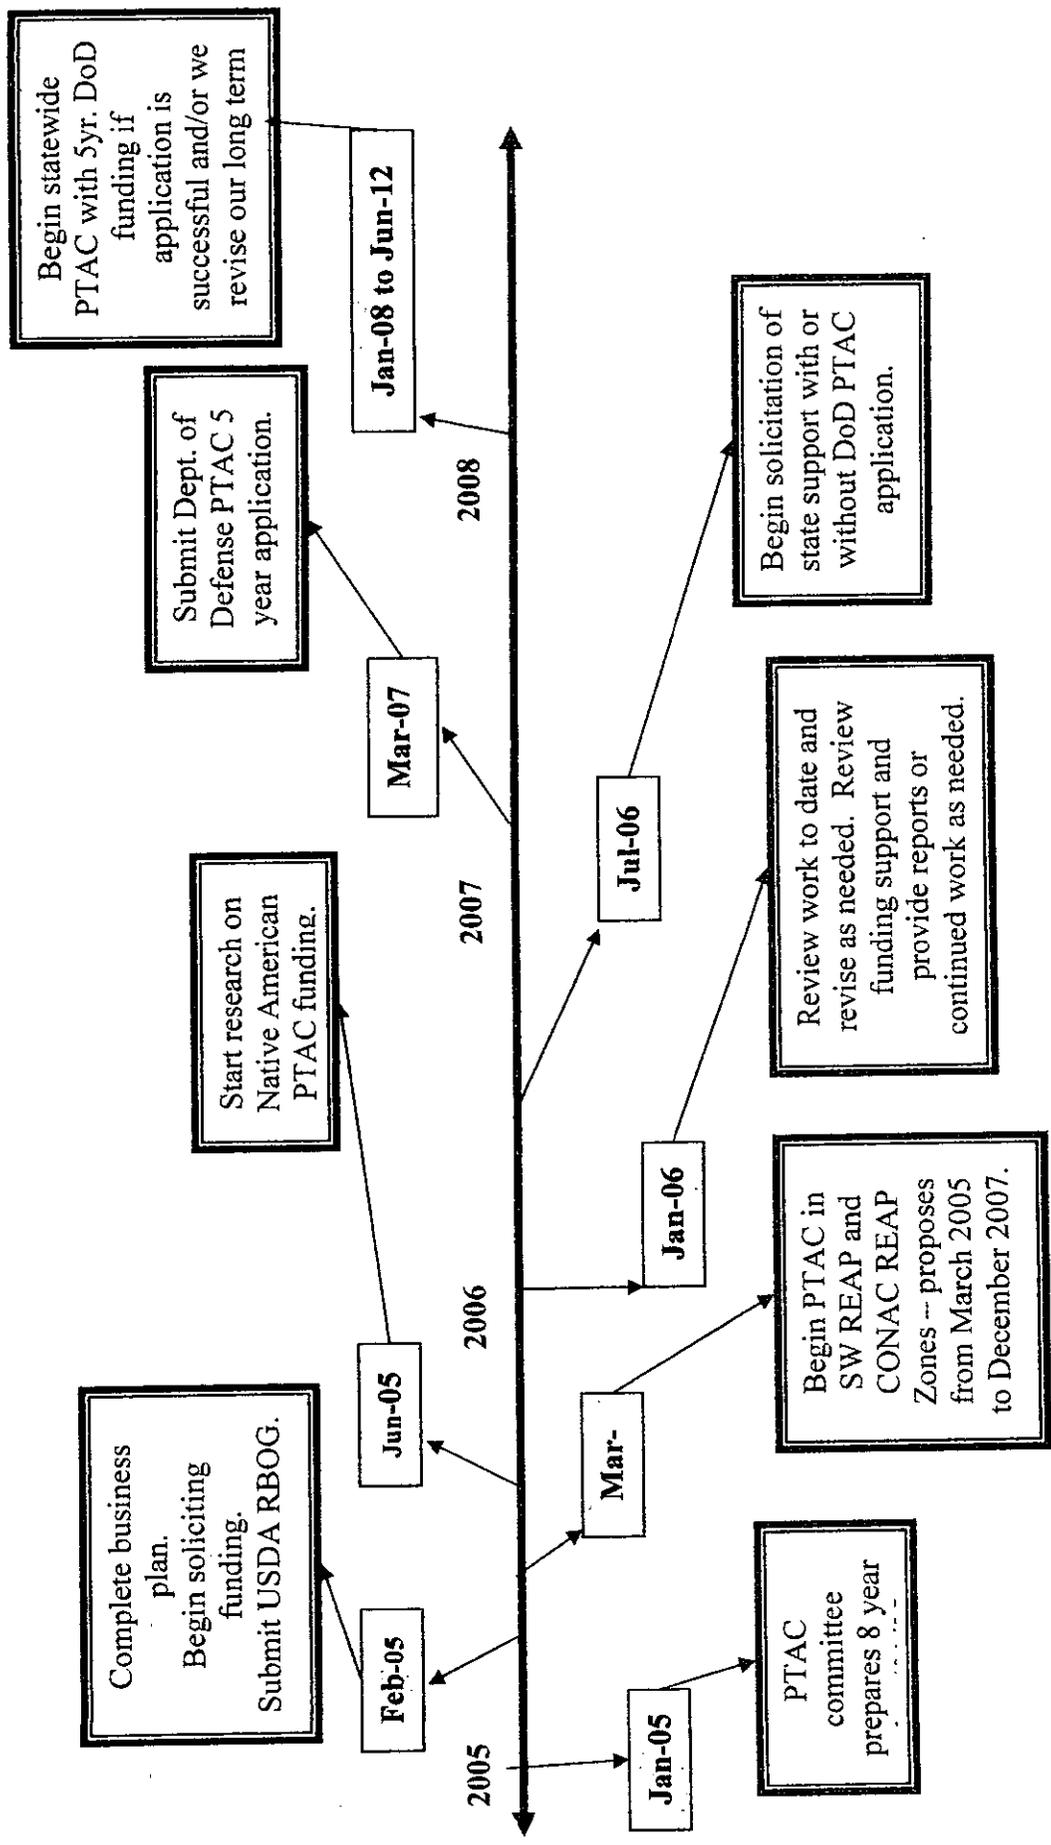 Complete business
plan.
Begin soliciting
funding.
Submit USDA RBOG.
Start research on
Native American
PTAC funding.
Submit Dept. of
Defense PTAC 5
year application.
Begin statewide
PTAC with 5yr. DoD
funding if
application is
successful and/or we
revise our long term
Feb-05
Jun-05
Mar-07
Jan-08 to Jun-12
2005
2006
2007
2008
Jan-05
Mar-
Jan-06
Jul-06
PTAC
committee
prepares 8 year
Begin PTAC in
SW REAP and
CONAC REAP
Zones -- proposes
from March 2005
to December 2007.
Review work to date and
revise as needed. Review
funding support and
provide reports or
continued work as needed.
Begin solicitation of
state support with or
without DoD PTAC
application.